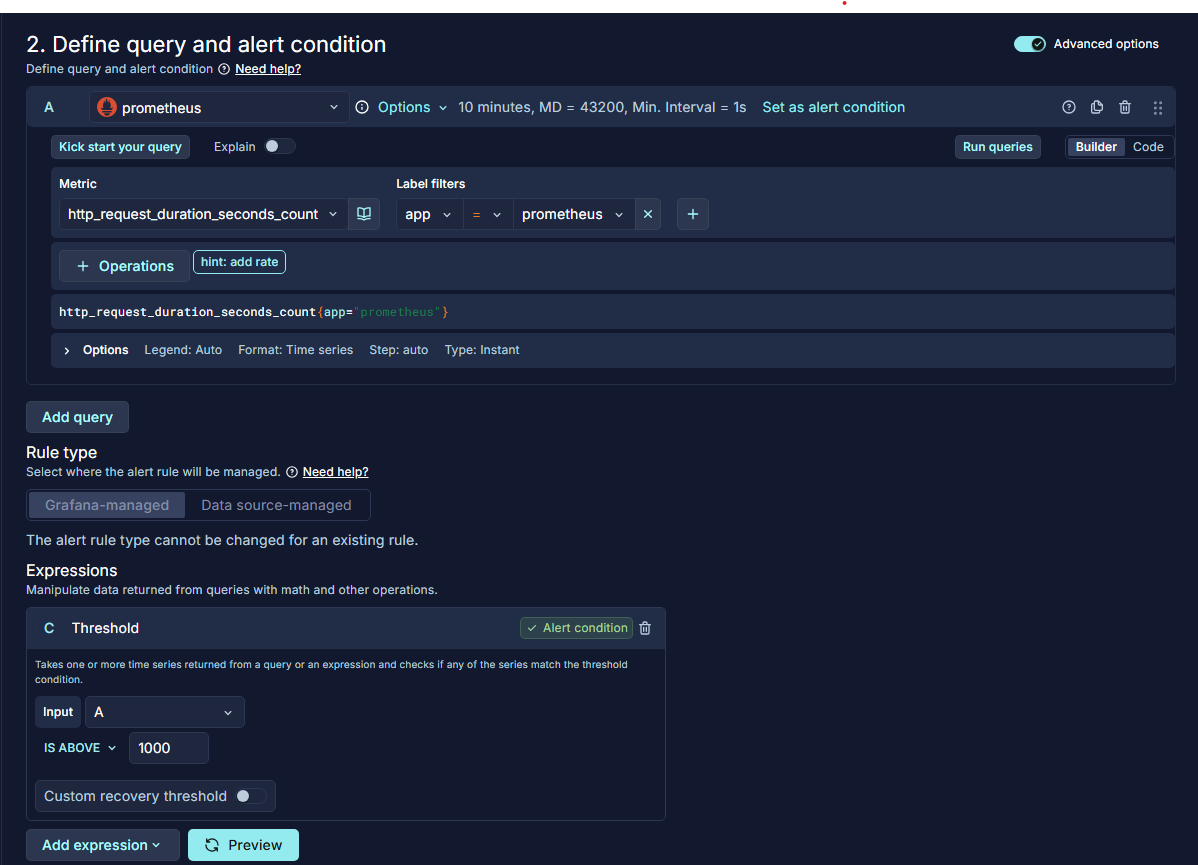 2. Define query and alert condition
Advanced options
Define query and alert condition Need help?
A prometheus Options 10 minutes, MD = 43200, Min. Interval = 1s Set as alert condition
Kick start your query Explain Run queries Builder Code
Metric Label filters
http_request_duration_seconds_count app = prometheus
+ Operations hint: add rate
http_request_duration_seconds_count{app="prometheus"}
Options Legend: Auto Format: Time series Step: auto Type: Instant
Add query
Rule type
Select where the alert rule will be managed. Need help?
Grafana-managed Data source-managed
The alert rule type cannot be changed for an existing rule.
Expressions
Manipulate data returned from queries with math and other operations.
C Threshold Alert condition
Takes one or more time series returned from a query or an expression and checks if any of the series match the threshold
condition.
Input A
IS ABOVE 1000
Custom recovery threshold
Add expression Preview